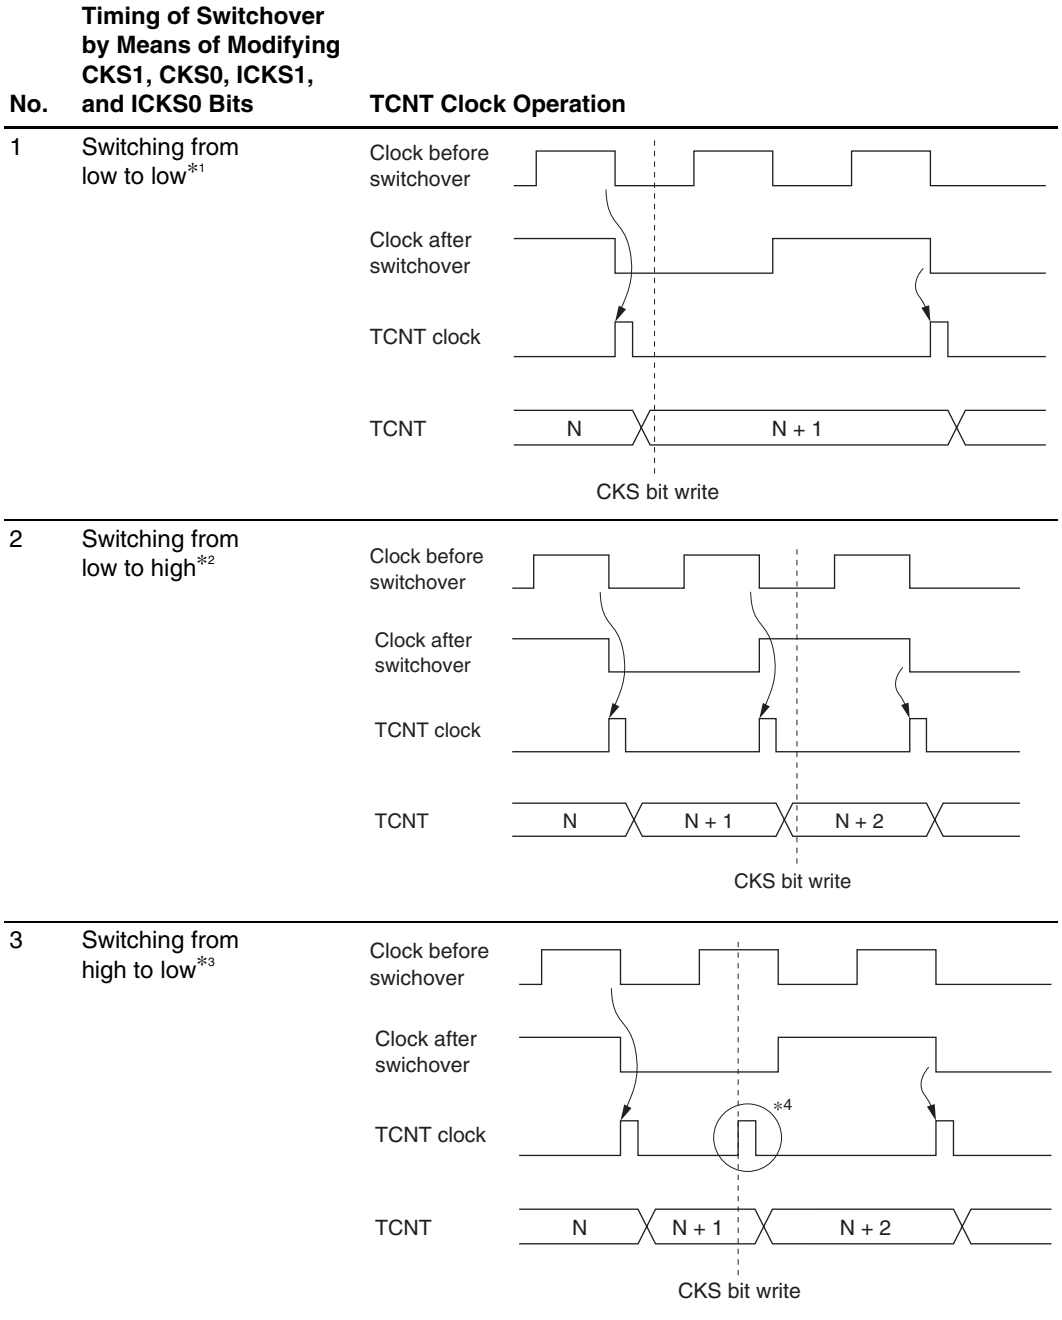 Timing of Switchover
by Means of Modifying
CKS1, CKS0, ICKS1,
No. and ICKS0 Bits TCNT Clock Operation
1 Switching from
low to low*1
Clock before
switchover
Clock after
switchover
TCNT clock
TCNT N N + 1
CKS bit write
2 Switching from
low to high*2
Clock before
switchover
Clock after
switchover
TCNT clock
TCNT N N + 1 N + 2
CKS bit write
3 Switching from
high to low*3
Clock before
swichover
Clock after
swichover
*4
TCNT clock
TCNT N N + 1 N + 2
CKS bit write